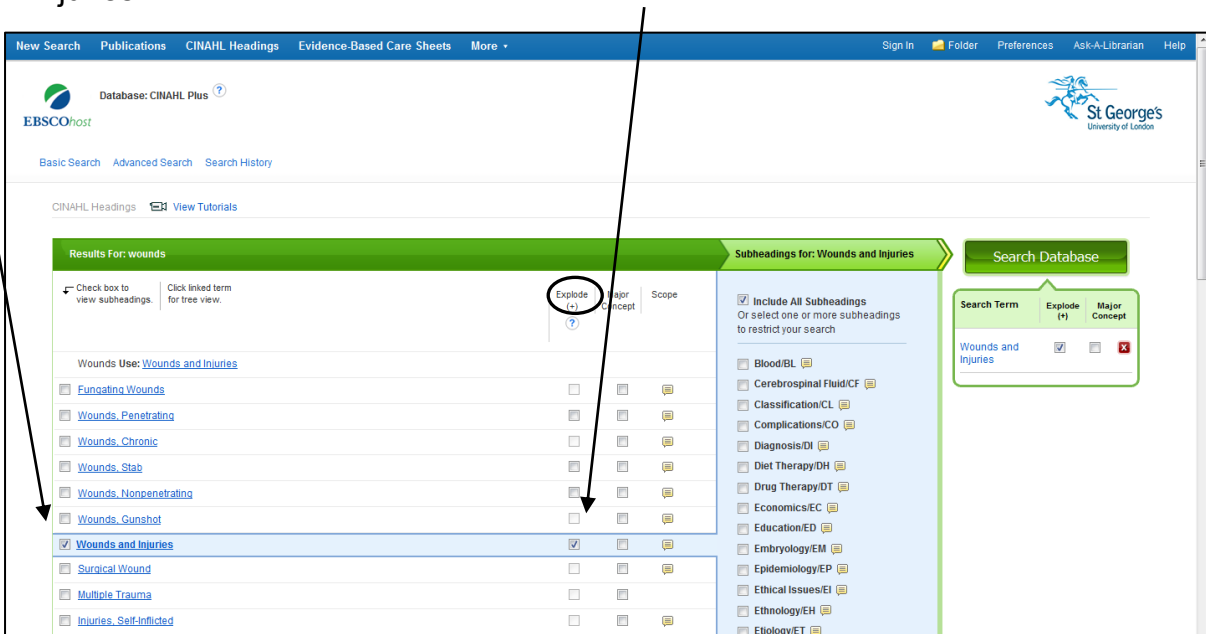 New Search Publications CINAHL Headings Evidence-Based Care Sheets More Sign In Folder Preferences Ask-A-Librarian Help
Database: CINAHL Plus ?
EBSCOhost
St George's
University of London
Basic Search Advanced Search Search History
CINAHL Headings View Tutorials
Results For: wounds
Check box to
view subheadings.
Click linked term
for tree view.
Explode
(+)
?
Major
Concept
Scope
Wounds Use: Wounds and Injuries
Fungating Wounds
Wounds, Penetrating
Wounds, Chronic
Wounds, Stab
Wounds, Nonpenetrating
Wounds, Gunshot
Wounds and Injuries
Surgical Wound
Multiple Trauma
Injuries, Self-Inflicted
Subheadings for: Wounds and Injuries
Include All Subheadings
Or select one or more subheadings
to restrict your search
Blood/BL
Cerebrospinal Fluid/CF
Classification/CL
Complications/CO
Diagnosis/DI
Diet Therapy/DH
Drug Therapy/DT
Economics/EC
Education/ED
Embryology/EM
Epidemiology/EP
Ethical Issues/EI
Ethnology/EH
Etiology/ET
Search Database
Search Term Explode
(+) Major
Concept
Wounds and
Injuries